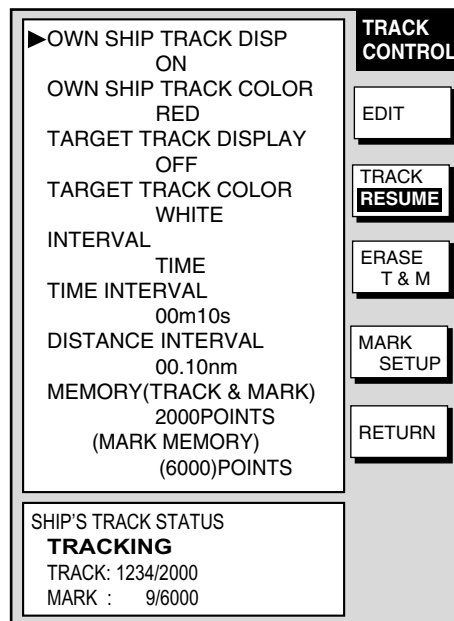 ▶OWN SHIP TRACK DISP
ON
OWN SHIP TRACK COLOR
RED
TARGET TRACK DISPLAY
OFF
TARGET TRACK COLOR
WHITE
INTERVAL
TIME
TIME INTERVAL
00m10s
DISTANCE INTERVAL
00.10nm
MEMORY(TRACK & MARK)
2000POINTS
(MARK MEMORY)
(6000)POINTS
SHIP'S TRACK STATUS
TRACKING
TRACK: 1234/2000
MARK : 9/6000
TRACK
CONTROL
EDIT
TRACK
RESUME
ERASE
T & M
MARK
SETUP
RETURN